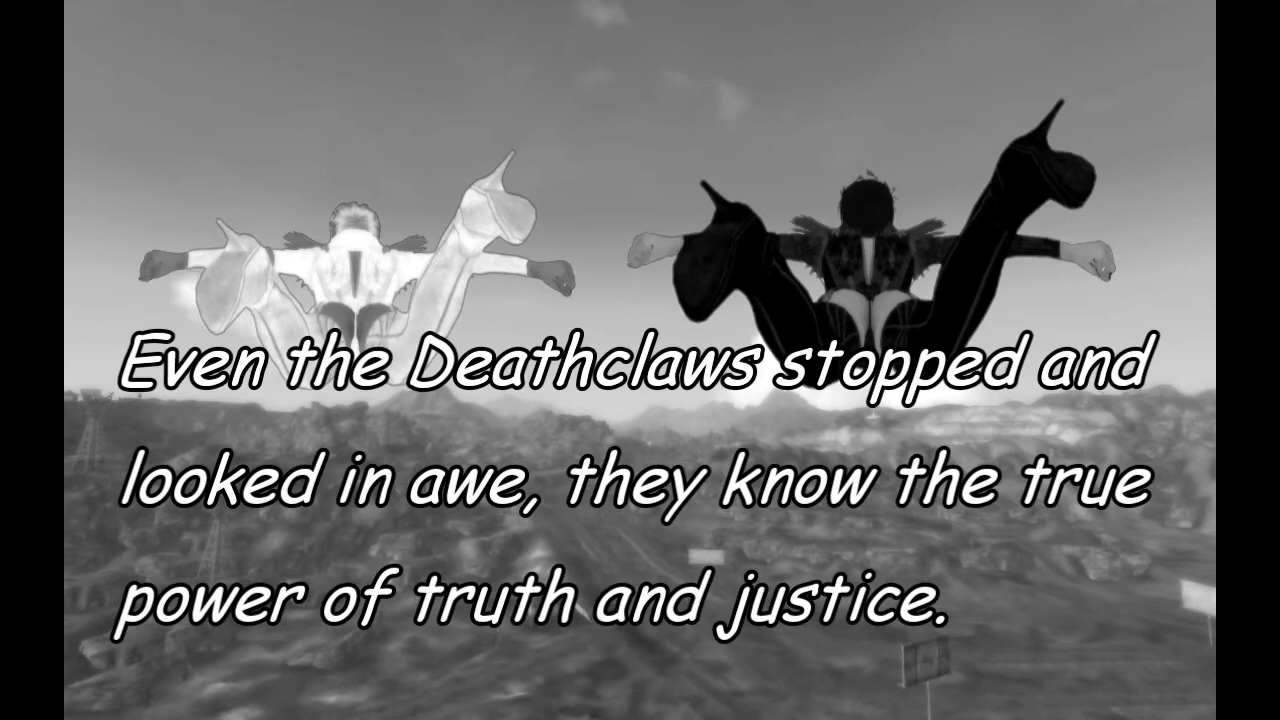 Even the Deathclaws stopped and
looked in awe, they know the true
power of truth and justice.